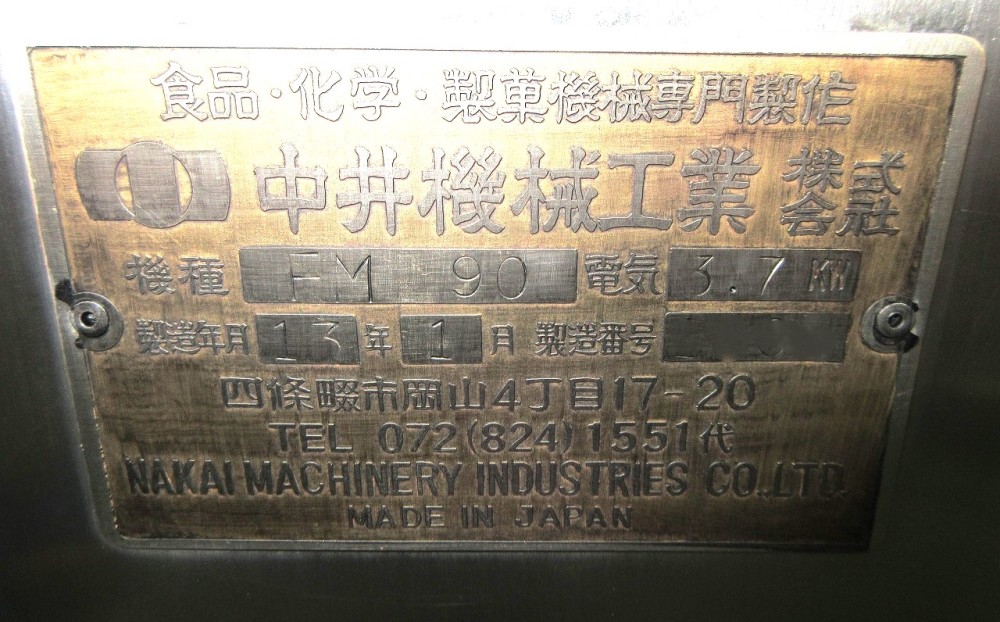 食品・化学・製菓機械専門製作
中井機械工業 株式会社
機種 FM 90 電気 3.7 KW
製造年月 13 年 1 月 製造番号
四條畷市岡山4丁目17-20
TEL 072(824)1551代
NAKAI MACHINERY INDUSTRIES CO.,LTD.
MADE IN JAPAN